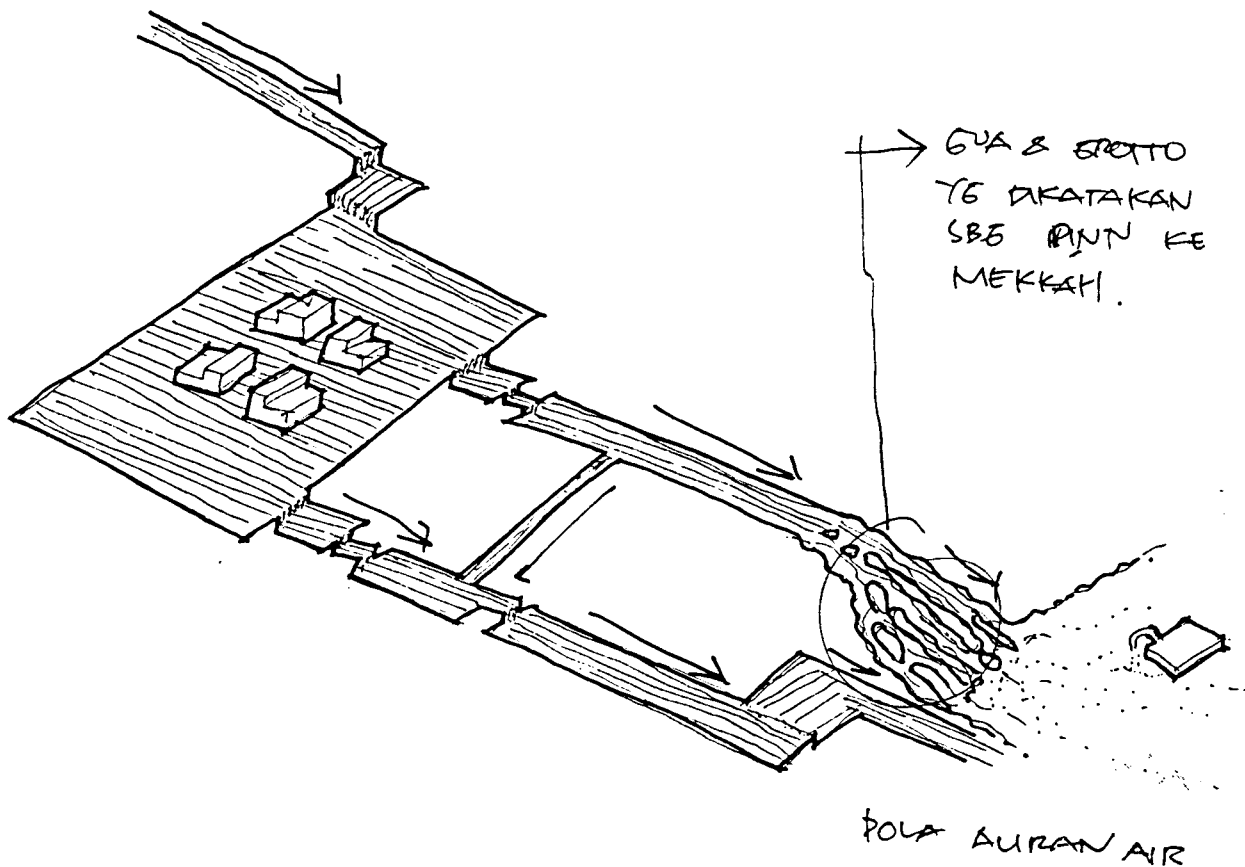 GUA & GROTTO
YG DIKATAKAN
SBG PINTU KE
MEKKAH.
POLA ALIRAN AIR